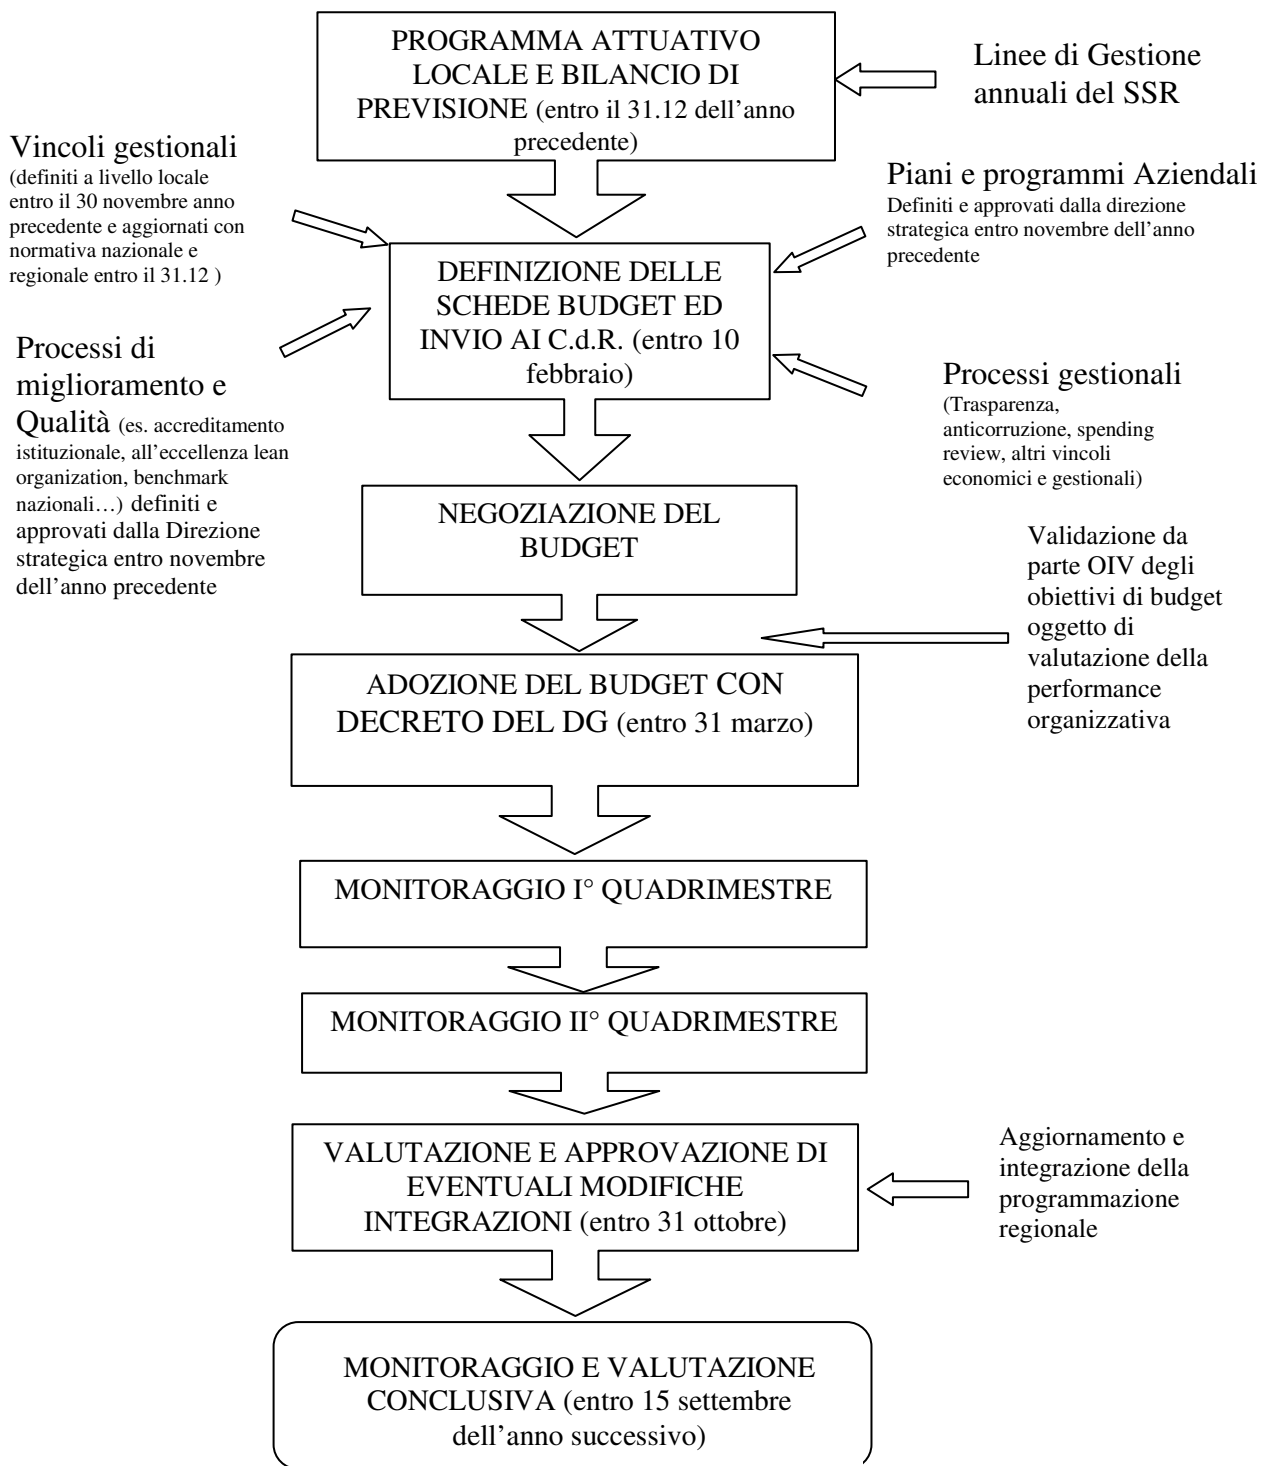 PROGRAMMA ATTUATIVO
LOCALE E BILANCIO DI
PREVISIONE (entro il 31.12 dell'anno
precedente)
Linee di Gestione
annuali del SSR
Vincoli gestionali
(definiti a livello locale
entro il 30 novembre anno
precedente e aggiornati con
normativa nazionale e
regionale entro il 31.12 )
Piani e programmi Aziendali
Definiti e approvati dalla direzione
strategica entro novembre dell'anno
precedente
DEFINIZIONE DELLE
SCHEDE BUDGET ED
INVIO AI C.d.R. (entro 10
febbraio)
Processi di
miglioramento e
Qualità (es. accreditamento
istituzionale, all'eccellenza lean
organization, benchmark
nazionali…) definiti e
approvati dalla Direzione
strategica entro novembre
dell'anno precedente
Processi gestionali
(Trasparenza,
anticorruzione, spending
review, altri vincoli
economici e gestionali)
NEGOZIAZIONE DEL
BUDGET
Validazione da
parte OIV degli
obiettivi di budget
oggetto di
valutazione della
performance
organizzativa
ADOZIONE DEL BUDGET CON
DECRETO DEL DG (entro 31 marzo)
MONITORAGGIO I° QUADRIMESTRE
MONITORAGGIO II° QUADRIMESTRE
VALUTAZIONE E APPROVAZIONE DI
EVENTUALI MODIFICHE
INTEGRAZIONI (entro 31 ottobre)
Aggiornamento e
integrazione della
programmazione
regionale
MONITORAGGIO E VALUTAZIONE
CONCLUSIVA (entro 15 settembre
dell'anno successivo)